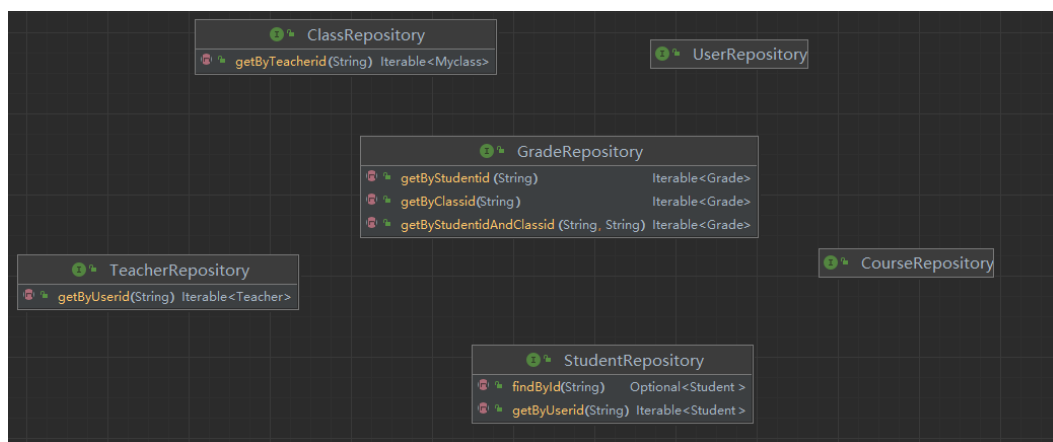 ClassRepository
getByTeacherid(String) Iterable<Myclass>
UserRepository
GradeRepository
getByStudentid (String) Iterable<Grade>
getByClassid(String) Iterable<Grade>
getByStudentidAndClassid (String, String) Iterable<Grade>
TeacherRepository
getByUserid(String) Iterable<Teacher>
CourseRepository
StudentRepository
findById(String) Optional<Student >
getByUserid(String) Iterable<Student >